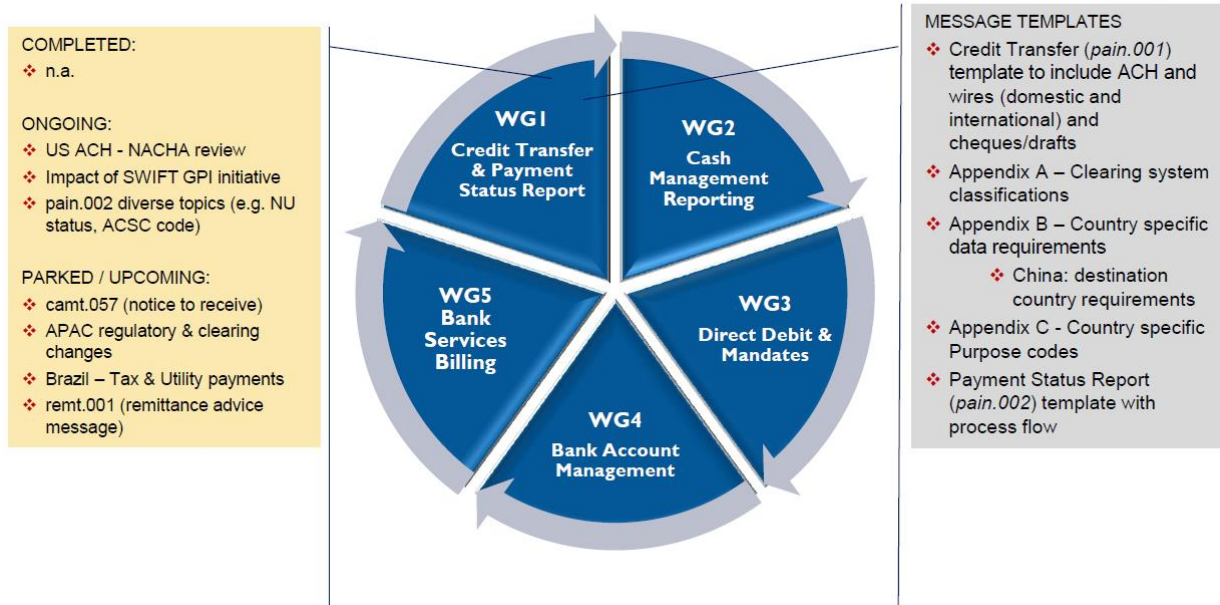 COMPLETED:
❖ n.a.
ONGOING:
❖ US ACH - NACHA review
❖ Impact of SWIFT GPI initiative
❖ pain.002 diverse topics (e.g. NU
status, ACSC code)
PARKED / UPCOMING:
❖ camt.057 (notice to receive)
❖ APAC regulatory & clearing
changes
❖ Brazil – Tax & Utility payments
❖ remt.001 (remittance advice
message)
WG1
Credit Transfer
& Payment
Status Report
WG2
Cash
Management
Reporting
WG3
Direct Debit &
Mandates
WG4
Bank Account
Management
WG5
Bank
Services
Billing
MESSAGE TEMPLATES
❖ Credit Transfer (pain.001)
template to include ACH and
wires (domestic and
international) and
cheques/drafts
❖ Appendix A – Clearing system
classifications
❖ Appendix B – Country specific
data requirements
❖ China: destination
country requirements
❖ Appendix C - Country specific
Purpose codes
❖ Payment Status Report
(pain.002) template with
process flow